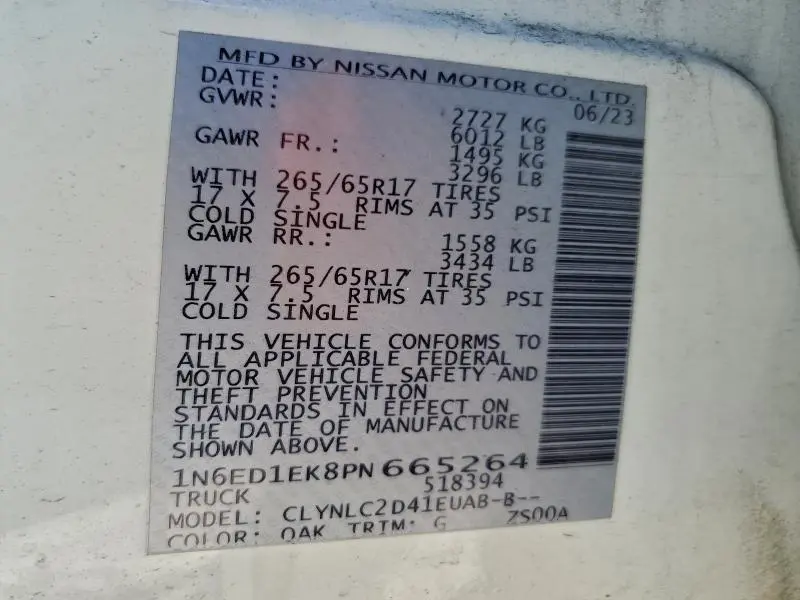 MFD BY NISSAN MOTOR CO., LTD.
DATE: 06/23
GVWR: 2727 KG
6012 LB
GAWR FR.: 1495 KG
3296 LB
WITH 265/65R17 TIRES
17 X 7.5 RIMS AT 35 PSI
COLD SINGLE
GAWR RR.: 1558 KG
3434 LB
WITH 265/65R17 TIRES
17 X 7.5 RIMS AT 35 PSI
COLD SINGLE
THIS VEHICLE CONFORMS TO
ALL APPLICABLE FEDERAL
MOTOR VEHICLE SAFETY AND
THEFT PREVENTION
STANDARDS IN EFFECT ON
THE DATE OF MANUFACTURE
SHOWN ABOVE.
1N6ED1EK8PN665264
TRUCK 518394
MODEL: CLYNLC2D41EUAB-B--
COLOR: QAK TRIM: G ZS00A